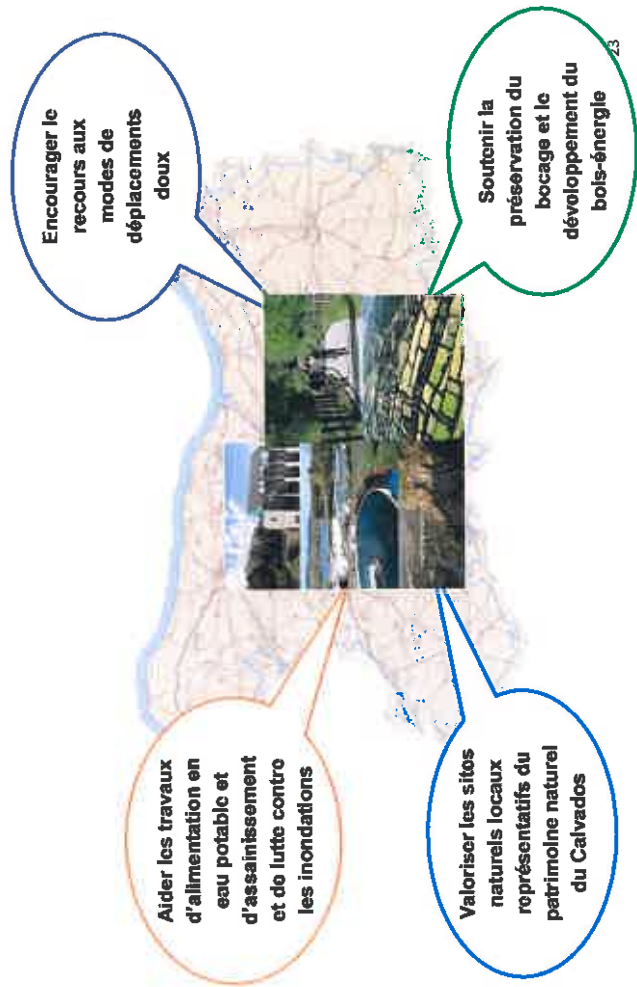 Aider les travaux
d'alimentation en
eau potable et
d'assainissement
et de lutte contre
les inondations
Encourager le
recours aux
modes de
déplacements
doux
Valoriser les sites
naturels locaux
représentatifs du
patrimoine naturel
du Calvados
Soutenir la
préservation du
bocage et le
développement du
bois-énergie
23